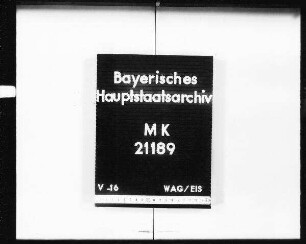 Bayerisches
Hauptstaatsarchiv
MK
21189
V -16 WAG/EIS